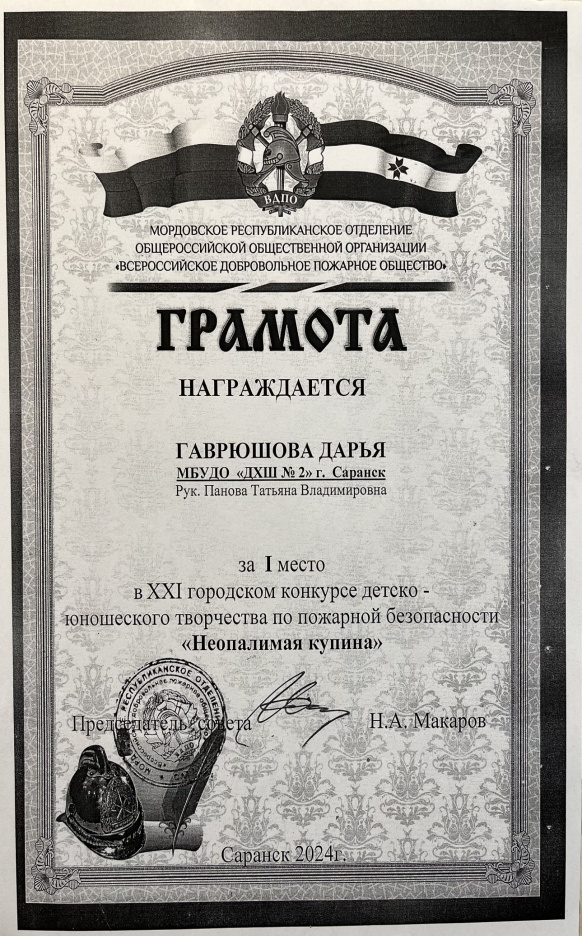 ВДПО
МОРДОВСКОЕ РЕСПУБЛИКАНСКОЕ ОТДЕЛЕНИЕ
ОБЩЕРОССИЙСКОЙ ОБЩЕСТВЕННОЙ ОРГАНИЗАЦИИ
«ВСЕРОССИЙСКОЕ ДОБРОВОЛЬНОЕ ПОЖАРНОЕ ОБЩЕСТВО»
ГРАМОТА
НАГРАЖДАЕТСЯ
ГАВРЮШОВА ДАРЬЯ
МБУДО «ДХШ № 2» г. Саранск
Рук. Панова Татьяна Владимировна
за I место
в XXI городском конкурсе детско -
юношеского творчества по пожарной безопасности
«Неопалимая купина»
РЕСПУБЛИКАНСКОЕ ОТДЕЛЕНИЕ
Председатель совета Н.А. Макаров
Саранск 2024г.